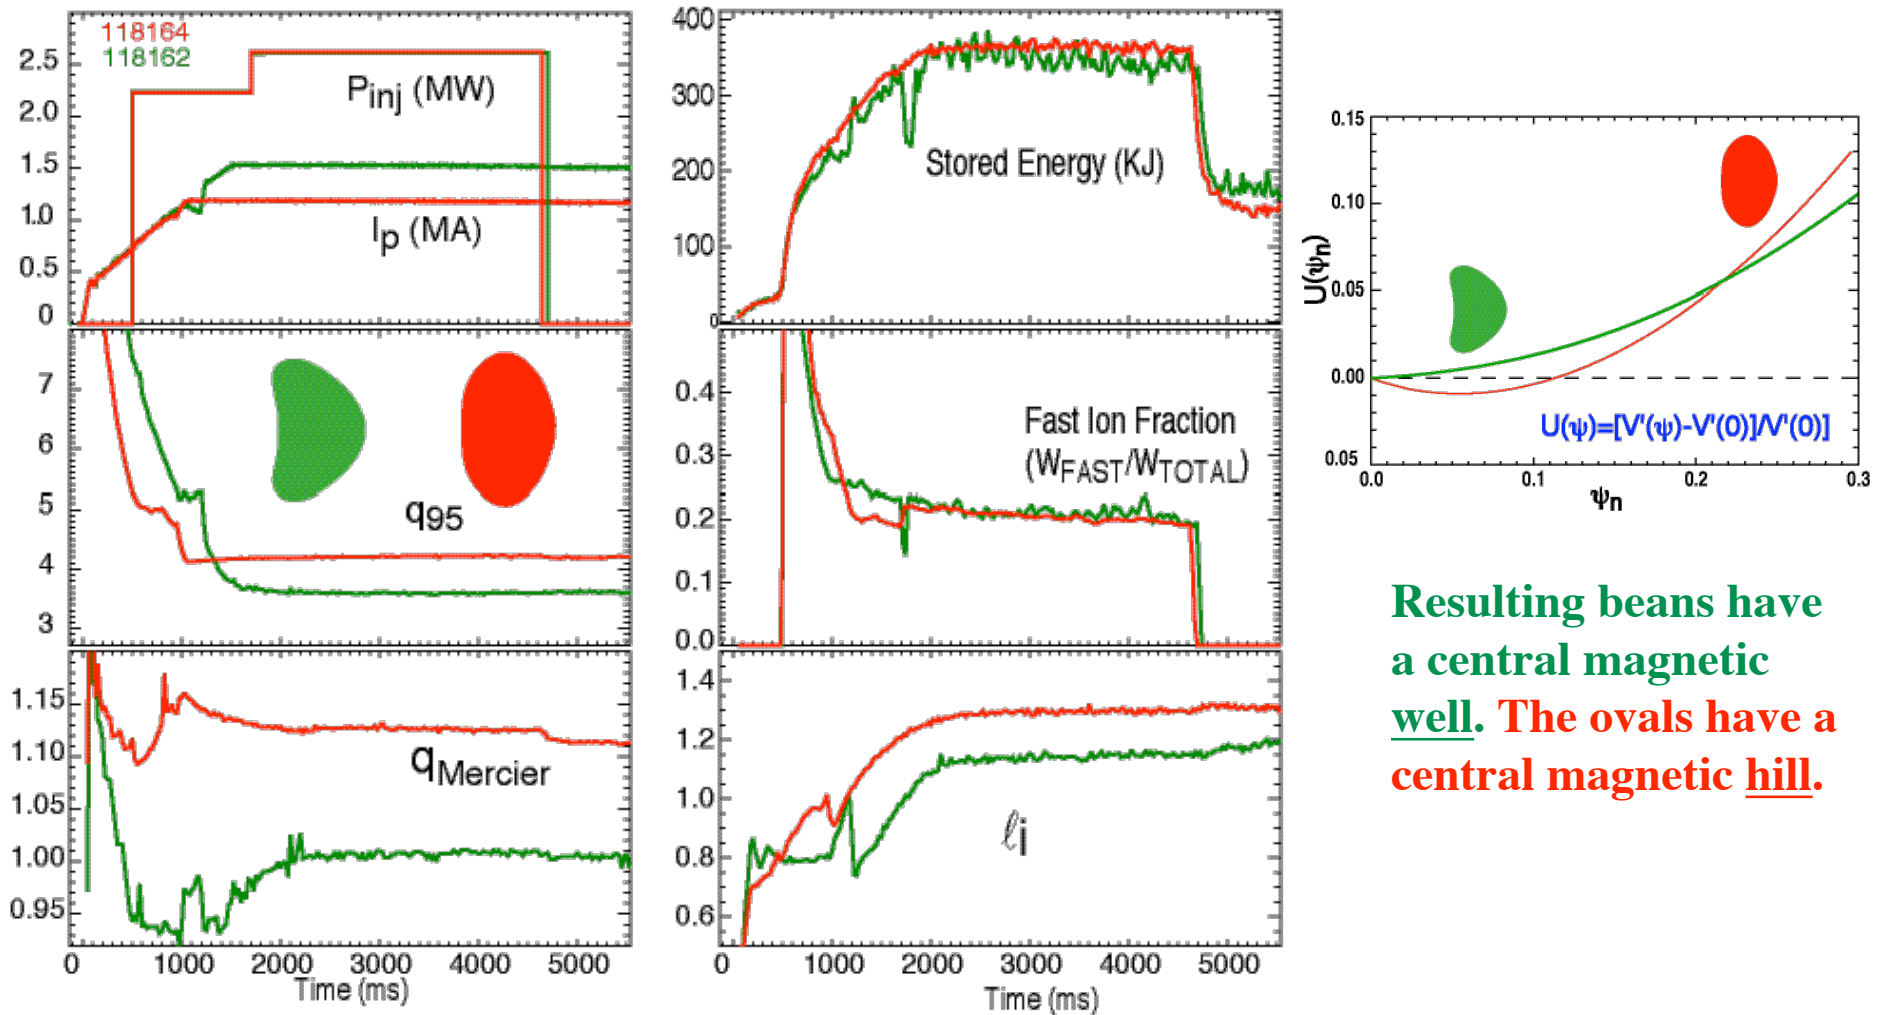 118164
118162
2.5
2.0
1.5
1.0
0.5
0
Pinj (MW)
Ip (MA)
7
6
5
4
3
q95
1.15
1.10
1.05
1.00
0.95
qMercier
0 1000 2000 3000 4000 5000
Time (ms)
400
300
200
100
0
Stored Energy (KJ)
0.4
0.3
0.2
0.1
0.0
Fast Ion Fraction
(WFAST/WTOTAL)
1.4
1.2
1.0
0.8
0.6
ℓi
0 1000 2000 3000 4000 5000
Time (ms)
0.15
0.10
0.05
0.00
0.05
U(ψn)
U(ψ)=[V'(ψ)-V'(0)]/V'(0)]
0.0 0.1 0.2 0.3
ψn
Resulting beans have
a central magnetic
well. The ovals have a
central magnetic hill.